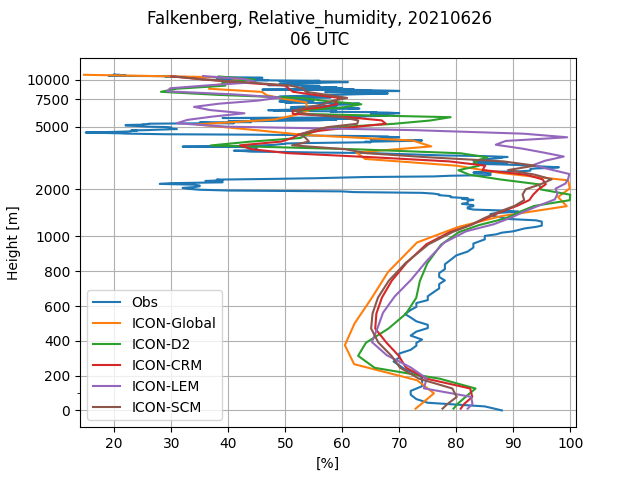 Falkenberg, Relative_humidity, 20210626
06 UTC
10000
7500
5000
2000
1000
800
600
400
200
0
Height [m]
Obs
ICON-Global
ICON-D2
ICON-CRM
ICON-LEM
ICON-SCM
20 30 40 50 60 70 80 90 100
[%]